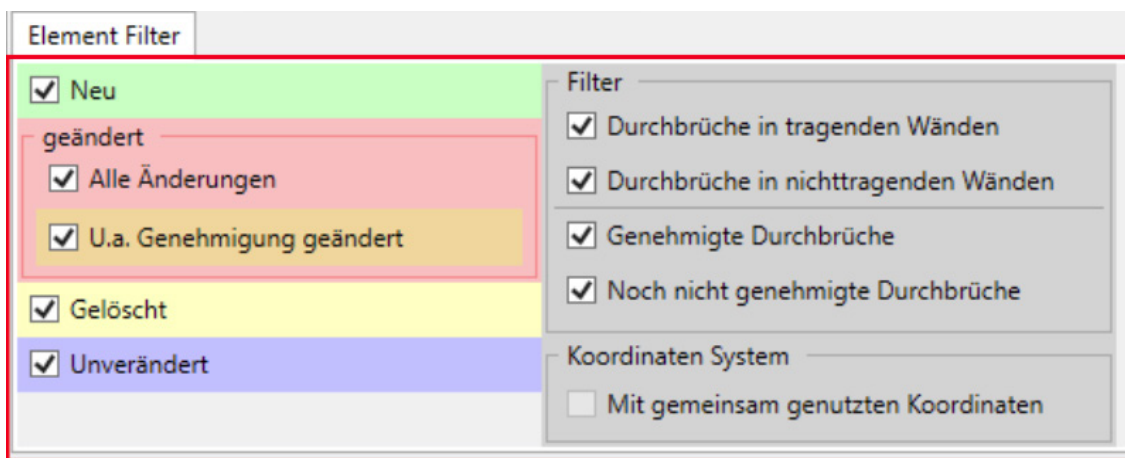 Element Filter
Neu
geändert
Alle Änderungen
U.a. Genehmigung geändert
Gelöscht
Unverändert
Filter
Durchbrüche in tragenden Wänden
Durchbrüche in nichttragenden Wänden
Genehmigte Durchbrüche
Noch nicht genehmigte Durchbrüche
Koordinaten System
Mit gemeinsam genutzten Koordinaten